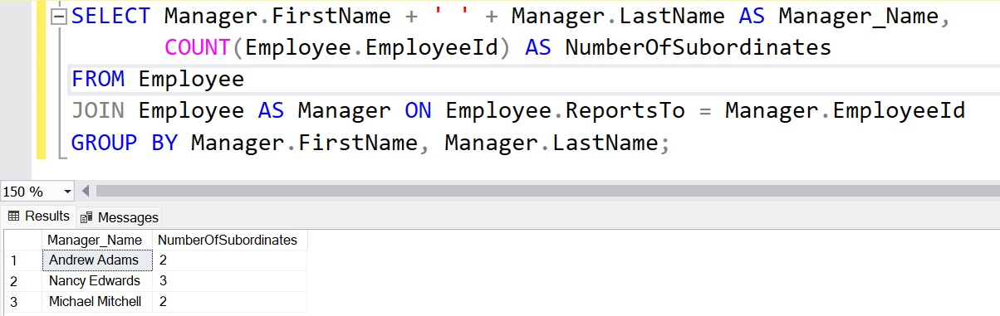 SELECT Manager.FirstName + ' ' + Manager.LastName AS Manager_Name,
COUNT(Employee.EmployeeId) AS NumberOfSubordinates
FROM Employee
JOIN Employee AS Manager ON Employee.ReportsTo = Manager.EmployeeId
GROUP BY Manager.FirstName, Manager.LastName;
150 %
Results Messages
Manager_Name NumberOfSubordinates
1 Andrew Adams 2
2 Nancy Edwards 3
3 Michael Mitchell 2